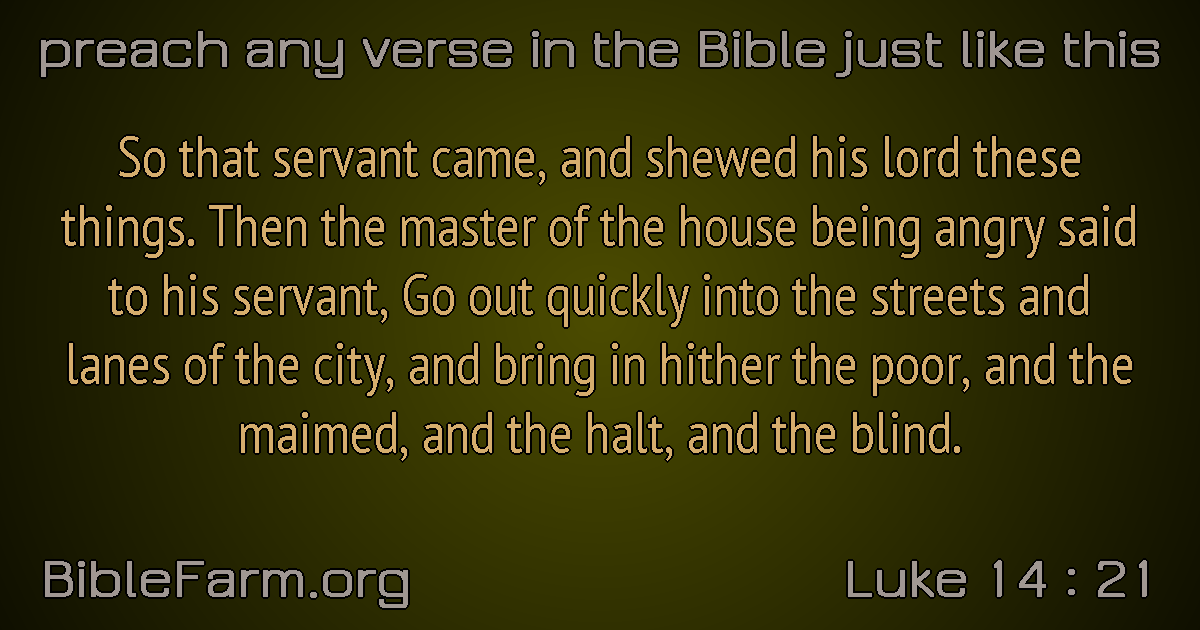 preach any verse in the Bible just like this
So that servant came, and shewed his lord these
things. Then the master of the house being angry said
to his servant, Go out quickly into the streets and
lanes of the city, and bring in hither the poor, and the
maimed, and the halt, and the blind.
BibleFarm.org
Luke 14 : 21